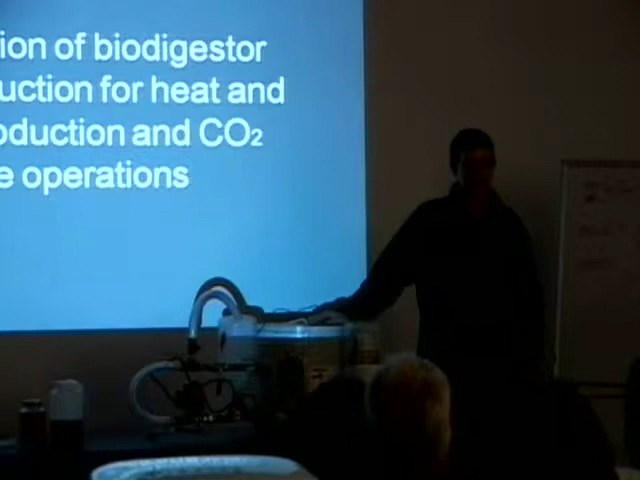 ion of biodigestor
uction for heat and
oduction and CO₂
e operations